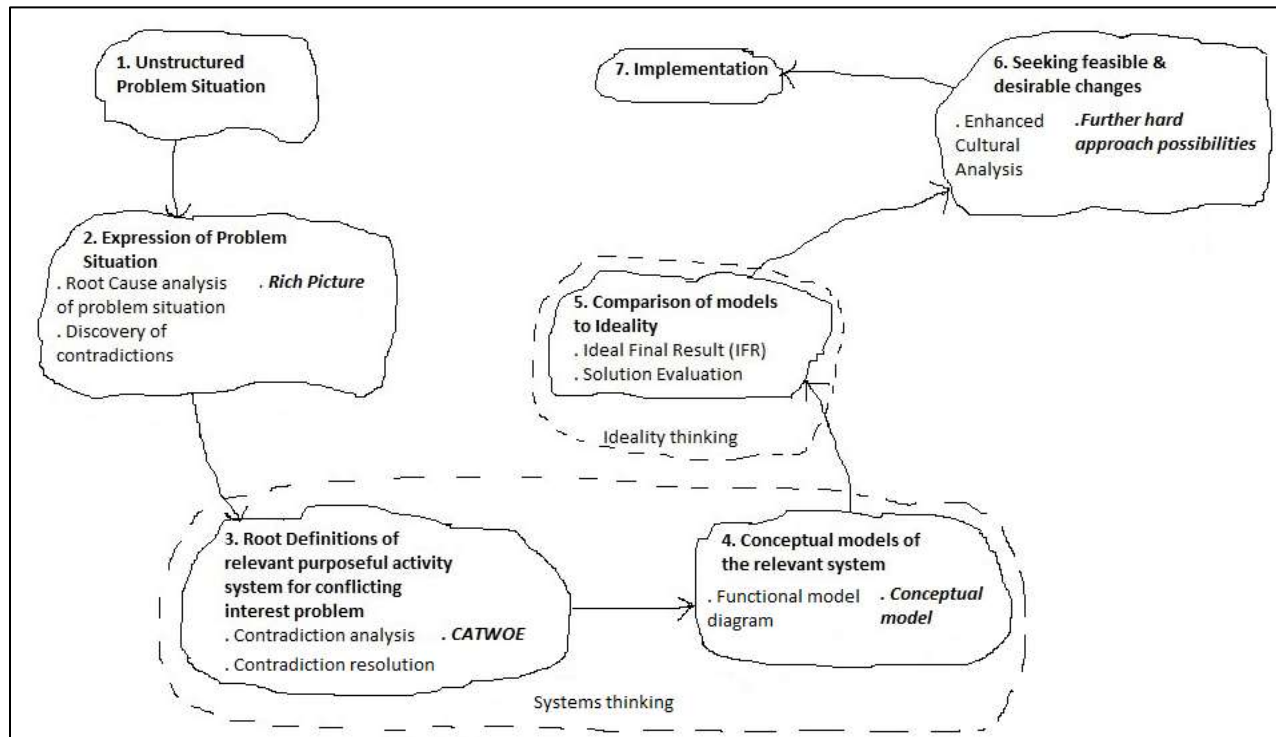 1. Unstructured
Problem Situation
2. Expression of Problem
Situation
. Root Cause analysis
of problem situation
. Discovery of
contradictions
. Rich Picture
3. Root Definitions of
relevant purposeful activity
system for conflicting
interest problem
. Contradiction analysis
. Contradiction resolution
. CATWOE
4. Conceptual models of
the relevant system
. Functional model
diagram
. Conceptual
model
Systems thinking
5. Comparison of models
to Ideality
. Ideal Final Result (IFR)
. Solution Evaluation
Ideality thinking
6. Seeking feasible &
desirable changes
. Enhanced
Cultural
Analysis
.Further hard
approach possibilities
7. Implementation